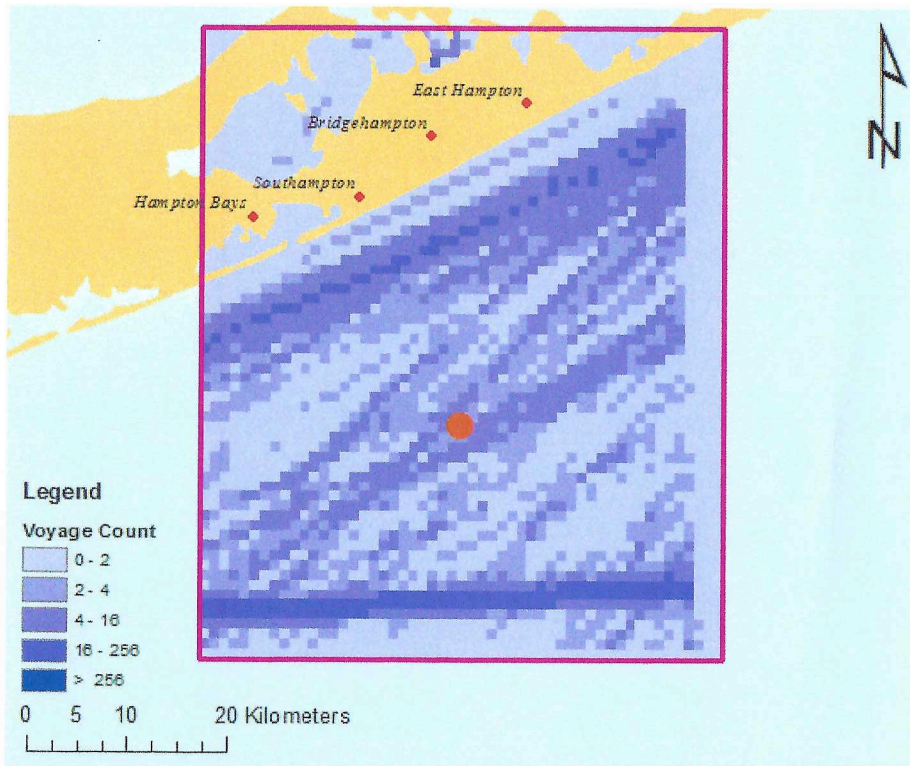 East Hampton
Bridgehampton
Southampton
Hampton Bays
N
Legend
Voyage Count
0 - 2
2 - 4
4 - 16
16 - 256
> 256
0 5 10 20 Kilometers